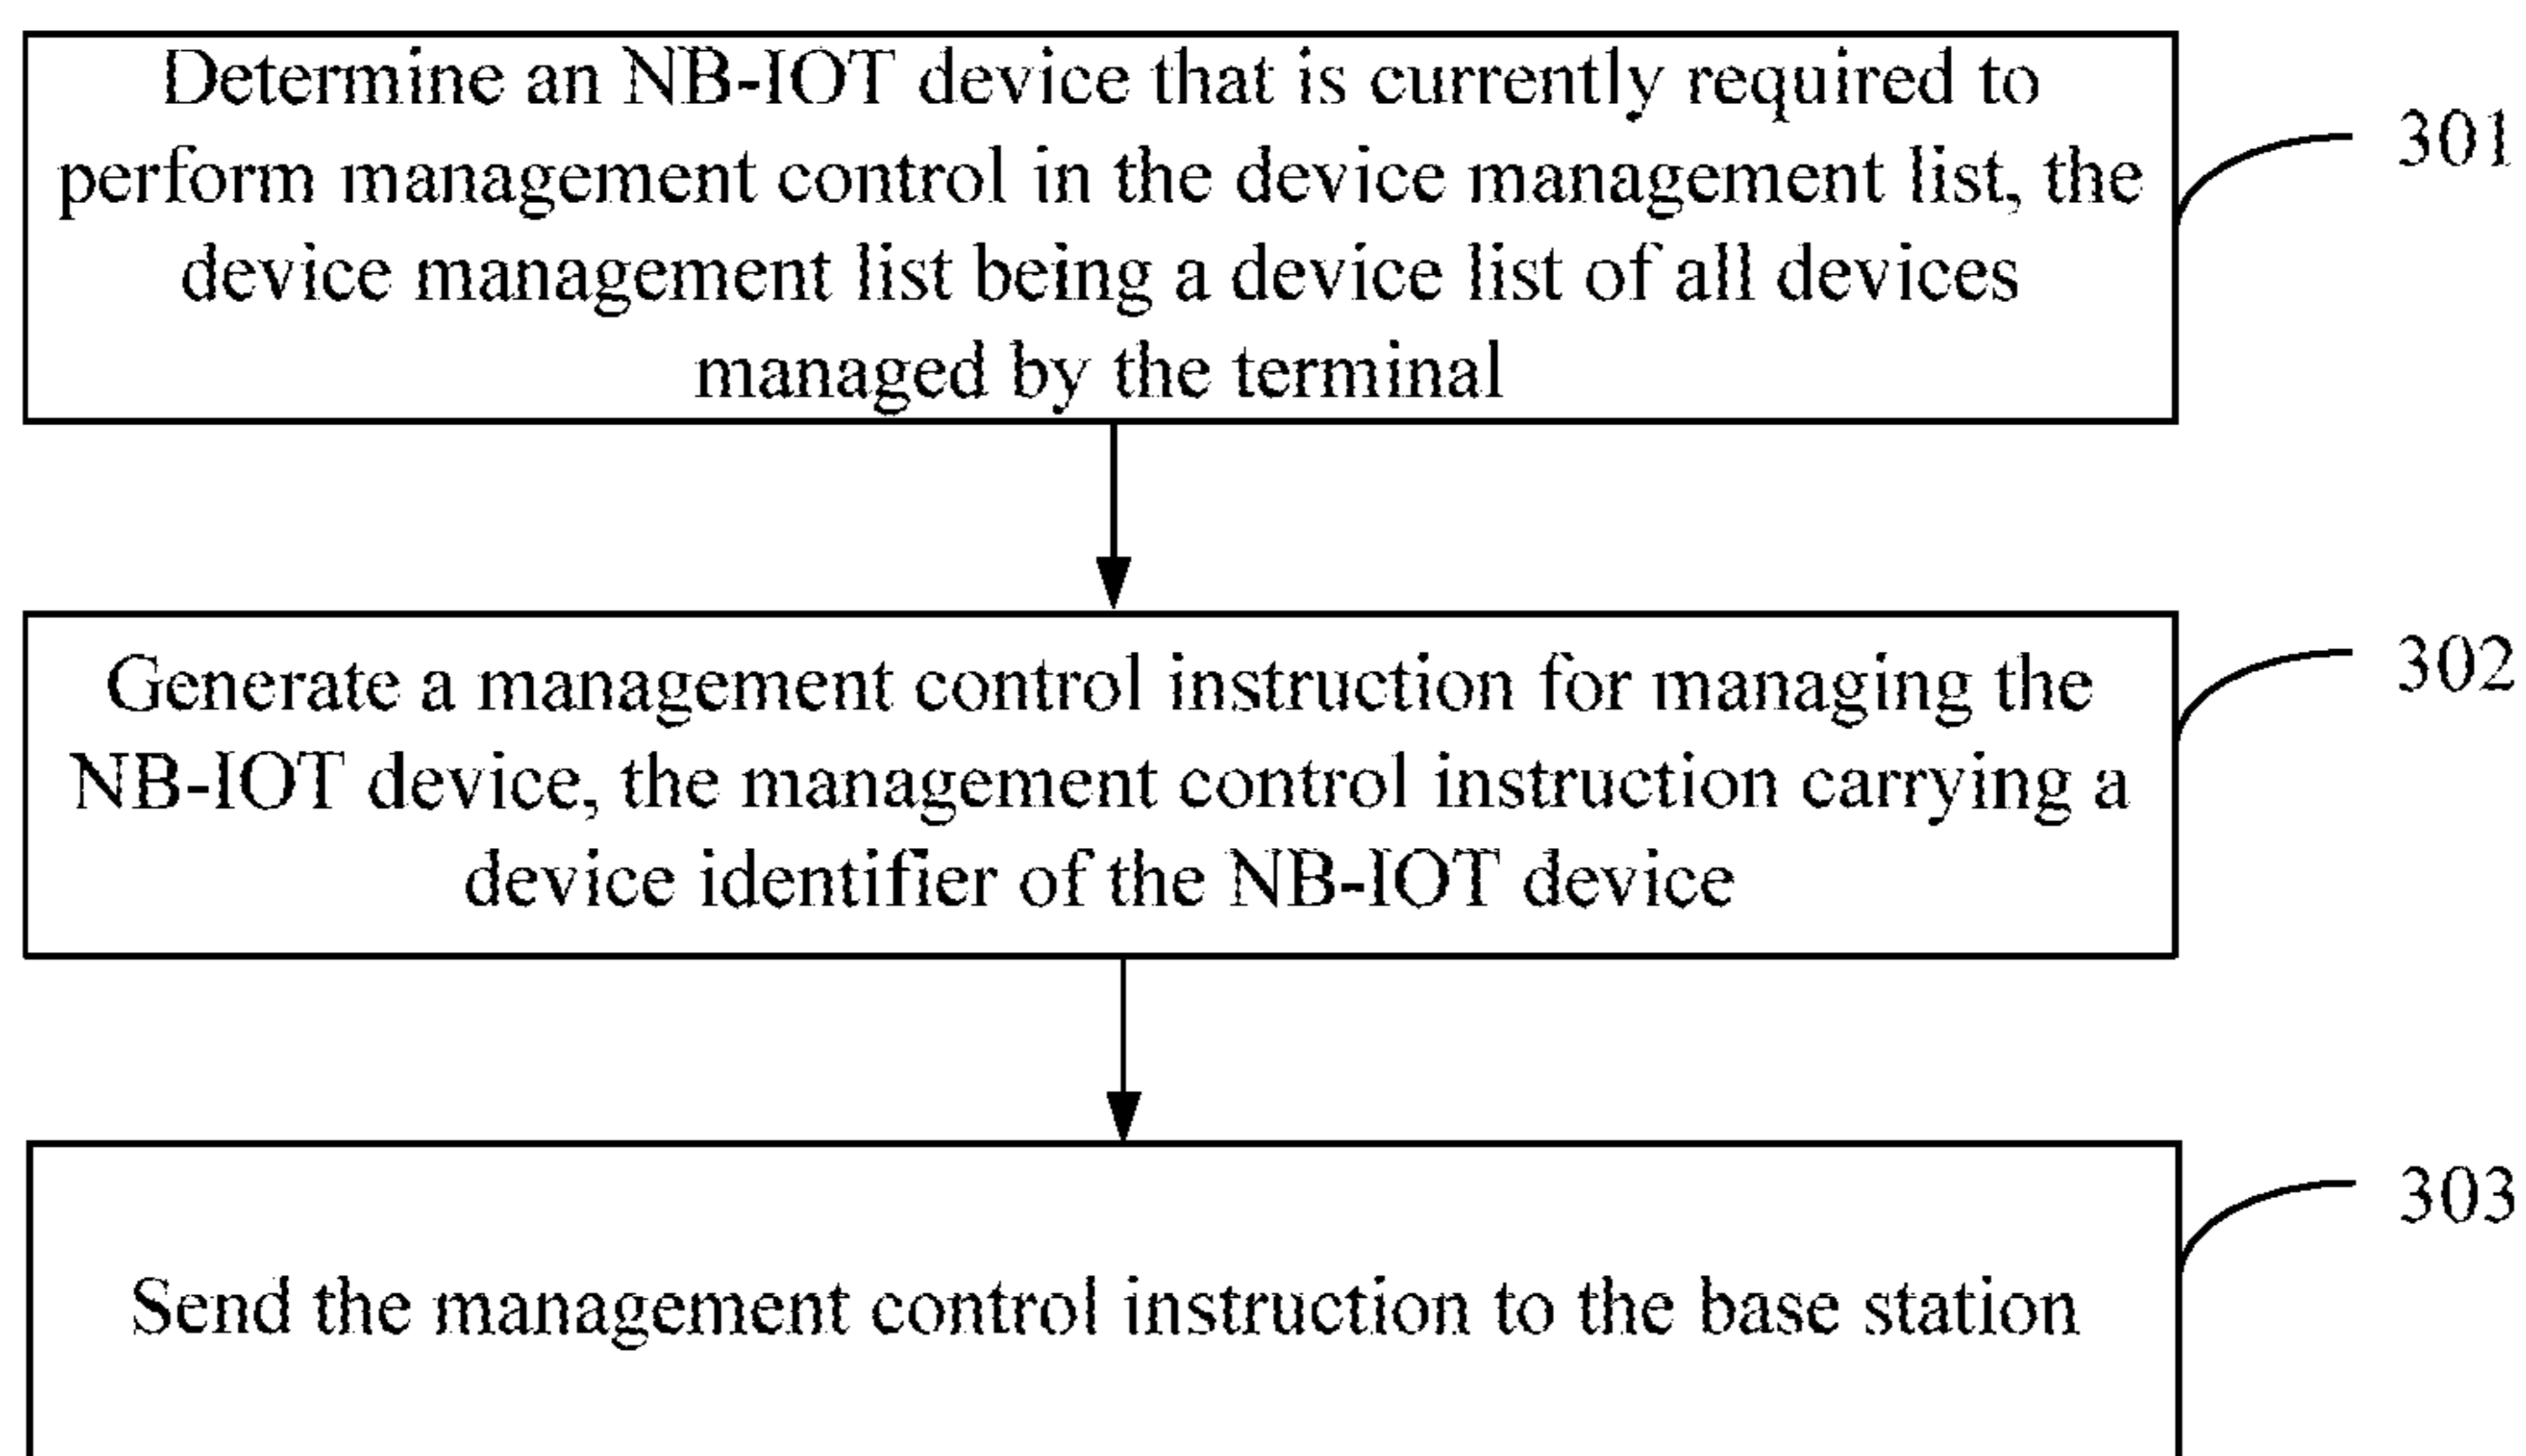 Determine an NB-IOT device that is currently required to
perform management control in the device management list, the
device management list being a device list of all devices
managed by the terminal
301
Generate a management control instruction for managing the
NB-IOT device, the management control instruction carrying a
device identifier of the NB-IOT device
302
Send the management control instruction to the base station
303